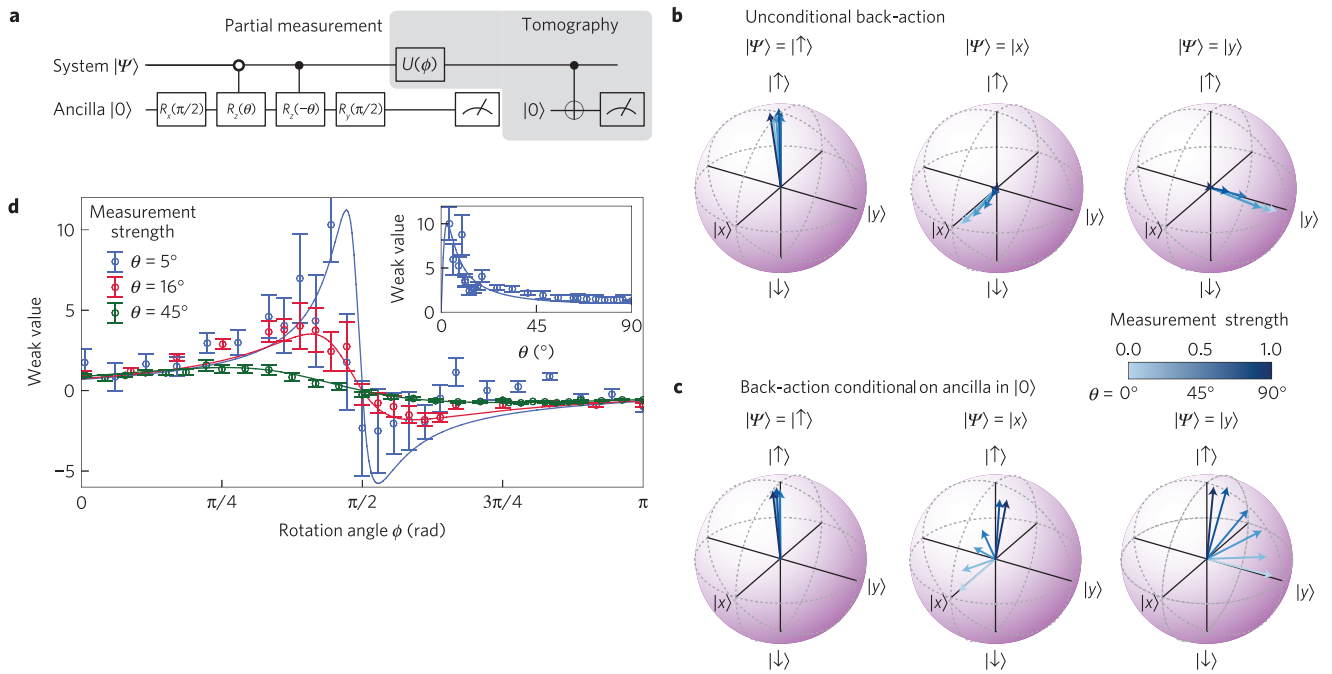 a
Partial measurement
Tomography
System |Ψ⟩
U(ϕ)
Ancilla |0⟩
Rx(π/2)
Rz(θ)
Rz(-θ)
Ry(π/2)
|0⟩
b
Unconditional back-action
|Ψ⟩ = |↑⟩
|Ψ⟩ = |x⟩
|Ψ⟩ = |y⟩
|↑⟩
|↑⟩
|↑⟩
|x⟩
|y⟩
|x⟩
|y⟩
|↓⟩
|↓⟩
|↓⟩
Measurement strength
0.0 0.5 1.0
θ = 0° 45° 90°
c
Back-action conditional on ancilla in |0⟩
|Ψ⟩ = |↑⟩
|Ψ⟩ = |x⟩
|Ψ⟩ = |y⟩
|↑⟩
|↑⟩
|↑⟩
|x⟩
|y⟩
|x⟩
|y⟩
|↓⟩
|↓⟩
|↓⟩
d
Measurement
strength
θ = 5°
θ = 16°
θ = 45°
Weak value
10
5
0
−5
0
π/4
π/2
3π/4
π
Rotation angle ϕ (rad)
Weak value
10
5
0
0
45
90
θ (°)